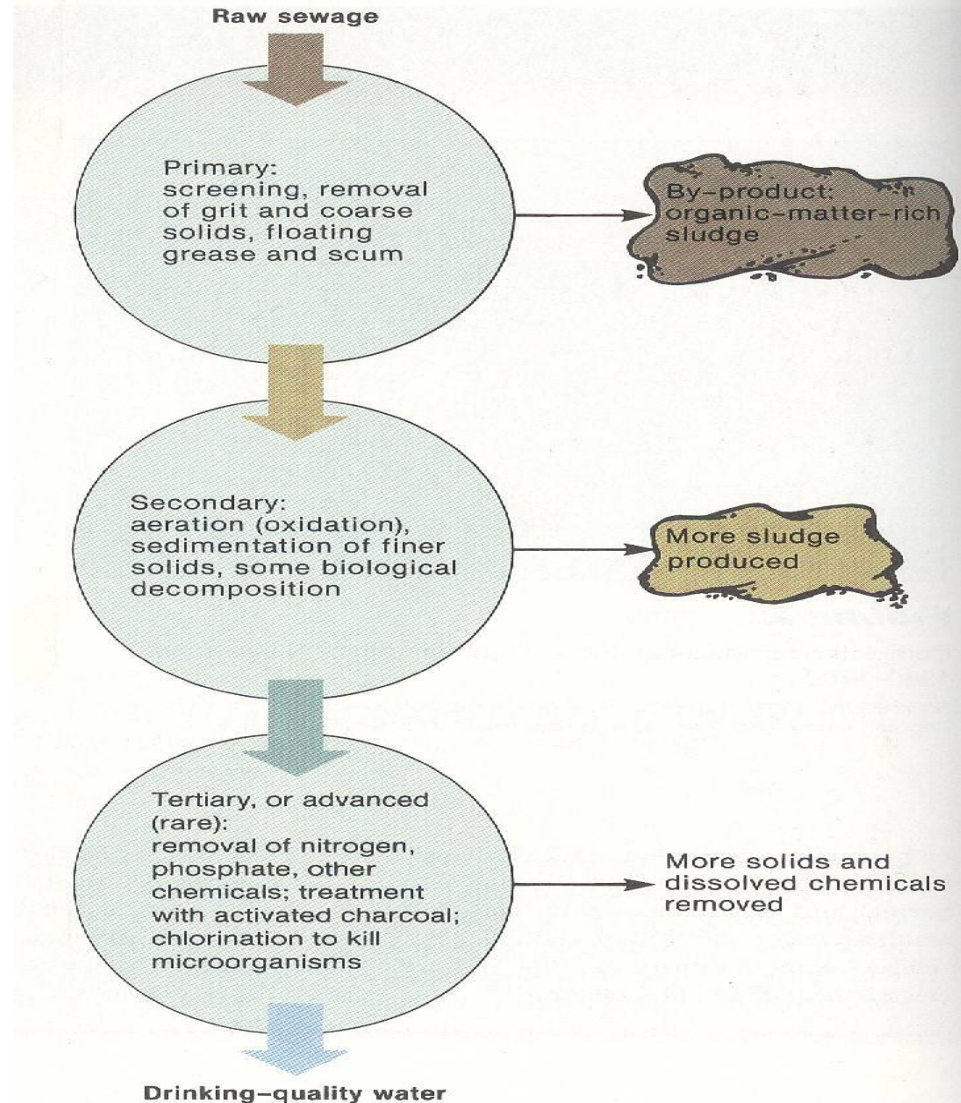 Raw sewage
Primary:
screening, removal
of grit and coarse
solids, floating
grease and scum
By-product:
organic-matter-rich
sludge
Secondary:
aeration (oxidation),
sedimentation of finer
solids, some biological
decomposition
More sludge
produced
Tertiary, or advanced
(rare):
removal of nitrogen,
phosphate, other
chemicals; treatment
with activated charcoal;
chlorination to kill
microorganisms
More solids and
dissolved chemicals
removed
Drinking-quality water